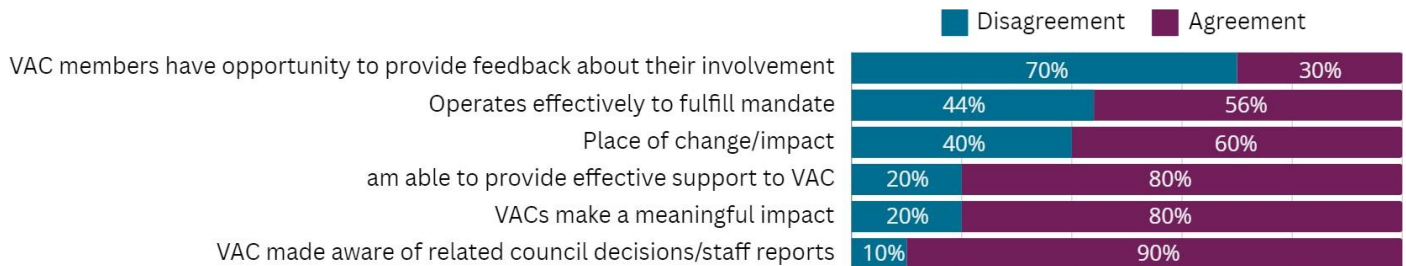 Disagreement Agreement
VAC members have opportunity to provide feedback about their involvement 70% 30%
Operates effectively to fulfill mandate 44% 56%
Place of change/impact 40% 60%
am able to provide effective support to VAC 20% 80%
VACs make a meaningful impact 20% 80%
VAC made aware of related council decisions/staff reports 10% 90%